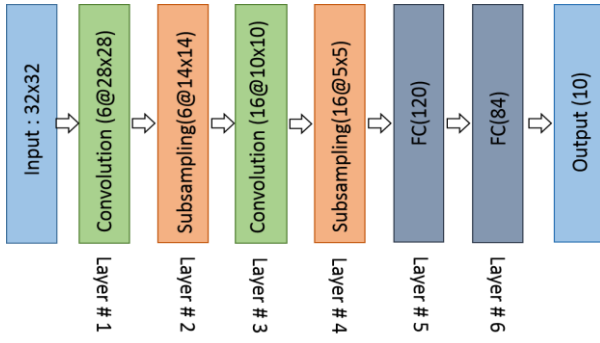 Input : 32x32
Convolution (6@28x28)
Subsampling(6@14x14)
Convolution (16@10x10)
Subsampling(16@5x5)
FC(120)
FC(84)
Output (10)
Layer # 1
Layer # 2
Layer # 3
Layer # 4
Layer # 5
Layer # 6